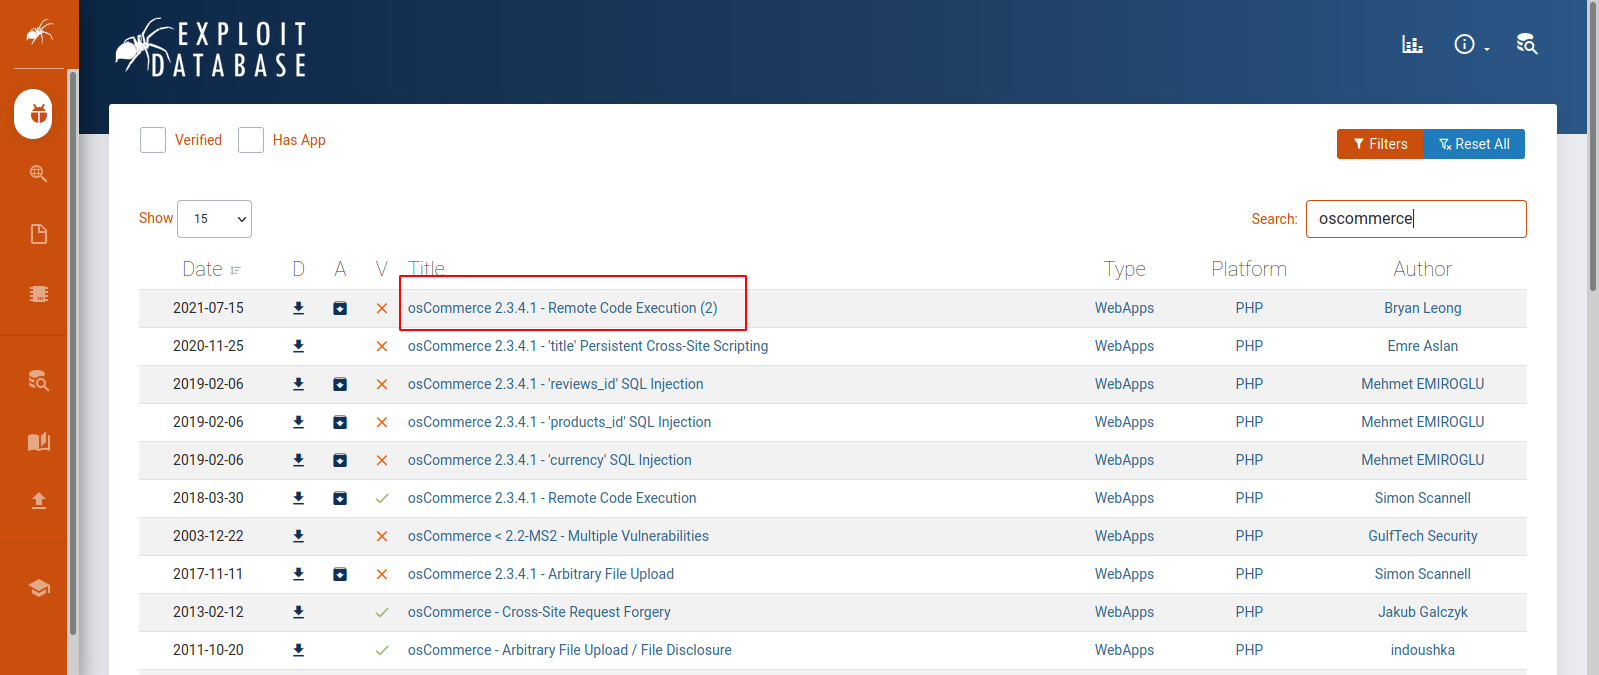 EXPLOIT
DATABASE
Verified Has App
Filters Reset All
Show 15 Search: oscommerce
Date D A V Title Type Platform Author
2021-07-15 osCommerce 2.3.4.1 - Remote Code Execution (2) WebApps PHP Bryan Leong
2020-11-25 osCommerce 2.3.4.1 - 'title' Persistent Cross-Site Scripting WebApps PHP Emre Aslan
2019-02-06 osCommerce 2.3.4.1 - 'reviews_id' SQL Injection WebApps PHP Mehmet EMIROGLU
2019-02-06 osCommerce 2.3.4.1 - 'products_id' SQL Injection WebApps PHP Mehmet EMIROGLU
2019-02-06 osCommerce 2.3.4.1 - 'currency' SQL Injection WebApps PHP Mehmet EMIROGLU
2018-03-30 osCommerce 2.3.4.1 - Remote Code Execution WebApps PHP Simon Scannell
2003-12-22 osCommerce < 2.2-MS2 - Multiple Vulnerabilities WebApps PHP GulfTech Security
2017-11-11 osCommerce 2.3.4.1 - Arbitrary File Upload WebApps PHP Simon Scannell
2013-02-12 osCommerce - Cross-Site Request Forgery WebApps PHP Jakub Galczyk
2011-10-20 osCommerce - Arbitrary File Upload / File Disclosure WebApps PHP indoushka